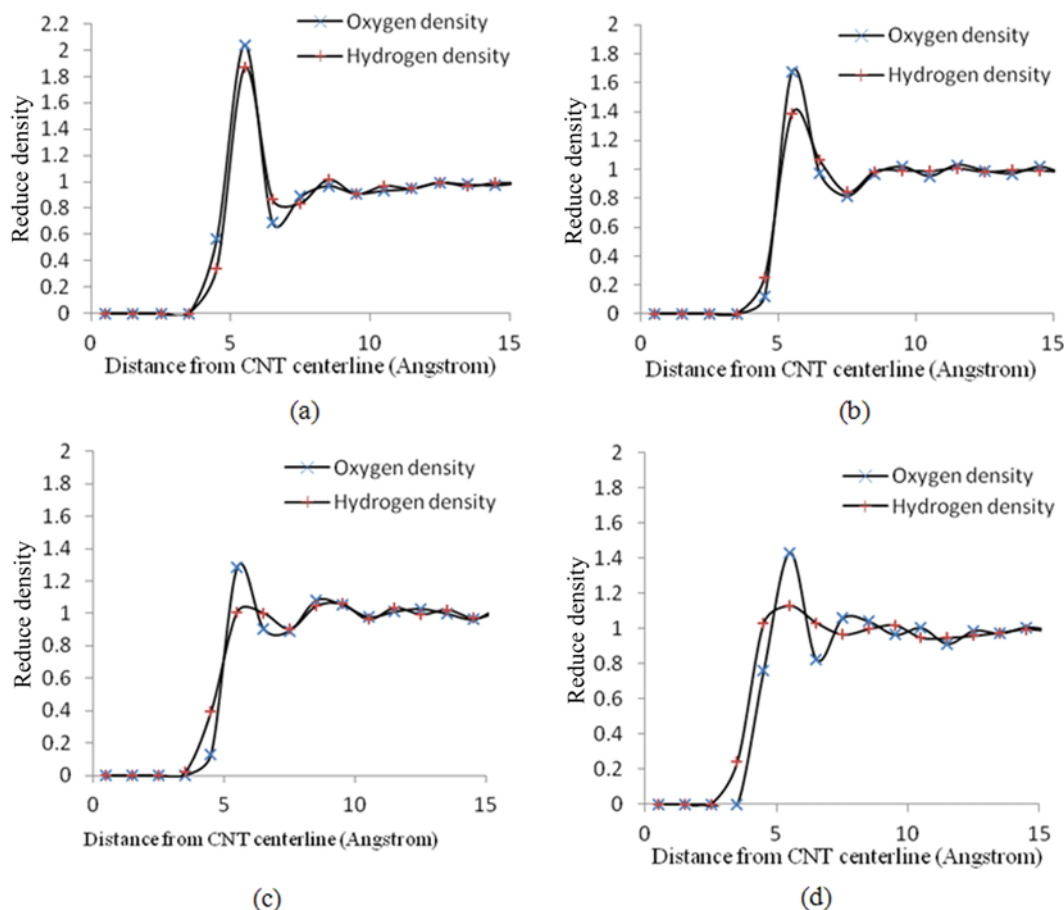 Oxygen density
Hydrogen density
Reduce density
2.2
2
1.8
1.6
1.4
1.2
1
0.8
0.6
0.4
0.2
0
0 5 10 15
Distance from CNT centerline (Angstrom)
(a)
Oxygen density
Hydrogen density
Reduce density
2
1.8
1.6
1.4
1.2
1
0.8
0.6
0.4
0.2
0
0 5 10 15
Distance from CNT centerline (Angstrom)
(b)
Oxygen density
Hydrogen density
Reduce density
2
1.8
1.6
1.4
1.2
1
0.8
0.6
0.4
0.2
0
0 5 10 15
Distance from CNT centerline (Angstrom)
(c)
Oxygen density
Hydrogen density
Reduce density
2
1.8
1.6
1.4
1.2
1
0.8
0.6
0.4
0.2
0
0 5 10 15
Distance from CNT centerline (Angstrom)
(d)